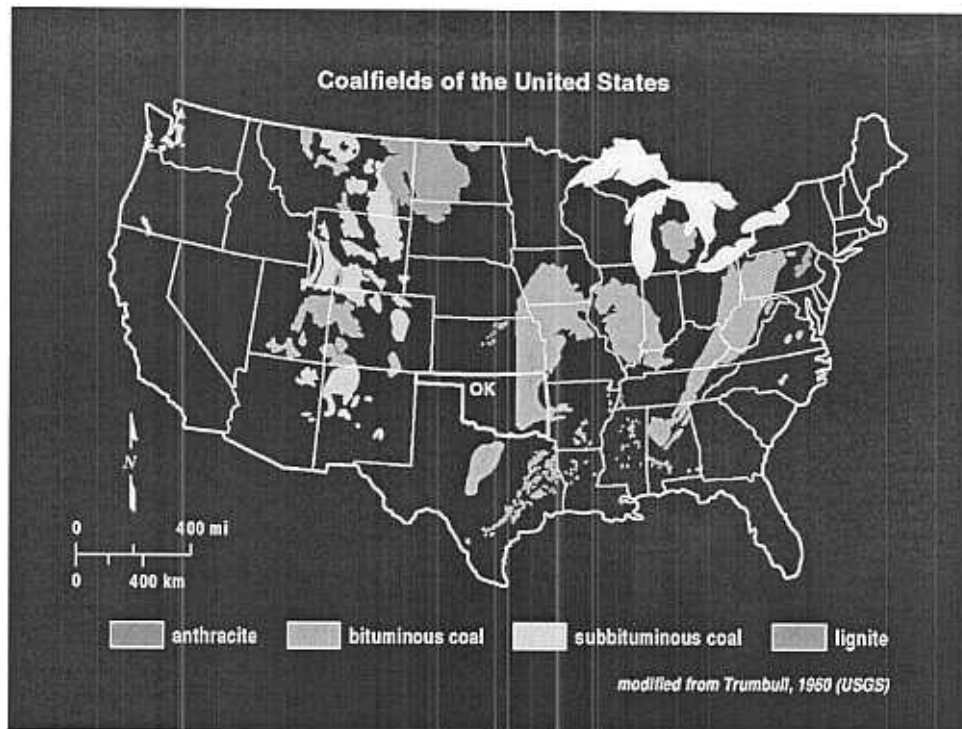 Coalfields of the United States
OK
N
0 400 mi
0 400 km
anthracite bituminous coal subbituminous coal lignite
modified from Trumbull, 1960 (USGS)